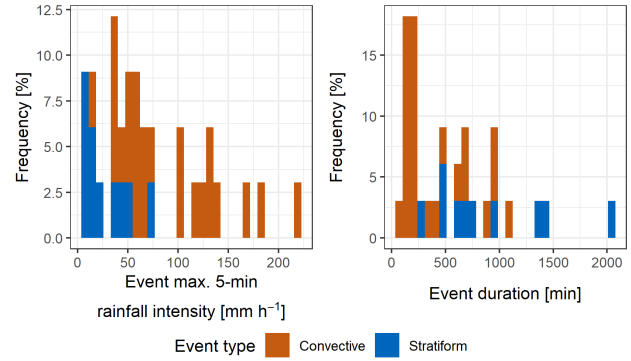 12.5
10.0
7.5
5.0
2.5
0.0
Frequency [%]
0 50 100 150 200
Event max. 5-min
rainfall intensity [mm h⁻¹]
15
10
5
0
Frequency [%]
0 500 1000 1500 2000
Event duration [min]
Event type Convective Stratiform